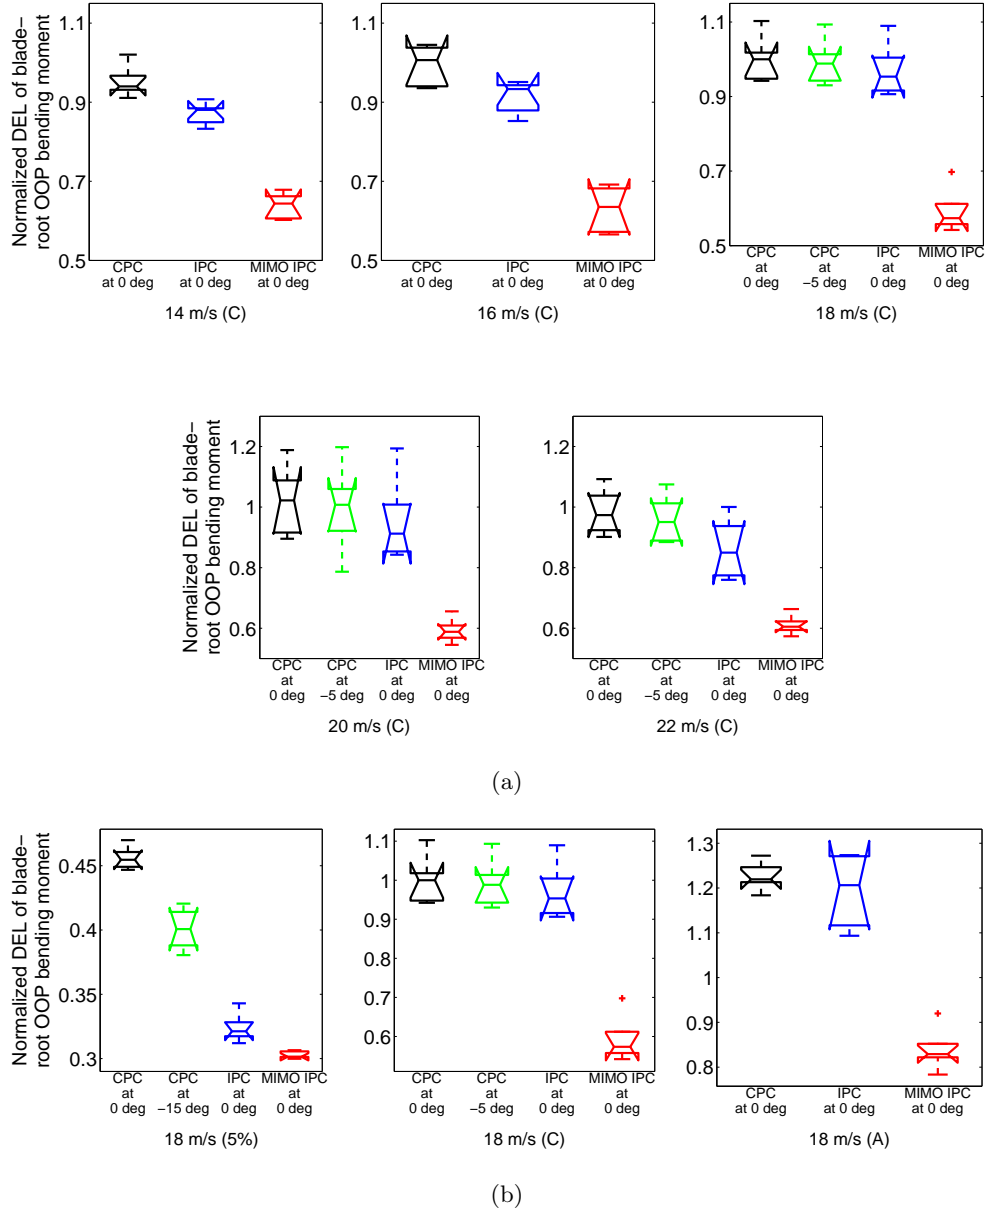 Normalized DEL of blade–
root OOP bending moment
1.1
0.9
0.7
0.5
CPC
at 0 deg
IPC
at 0 deg
MIMO IPC
at 0 deg
14 m/s (C)
1.1
0.9
0.7
0.5
CPC
at 0 deg
IPC
at 0 deg
MIMO IPC
at 0 deg
16 m/s (C)
1.1
0.9
0.7
0.5
CPC
at
0 deg
CPC
at
−5 deg
IPC
at
0 deg
MIMO IPC
at
0 deg
18 m/s (C)
Normalized DEL of blade–
root OOP bending moment
1.2
1
0.8
0.6
CPC
at
0 deg
CPC
at
−5 deg
IPC
at
0 deg
MIMO IPC
at
0 deg
20 m/s (C)
1.2
1
0.8
0.6
CPC
at
0 deg
CPC
at
−5 deg
IPC
at
0 deg
MIMO IPC
at
0 deg
22 m/s (C)
(a)
Normalized DEL of blade–
root OOP bending moment
0.45
0.4
0.35
0.3
CPC
at
0 deg
CPC
at
−15 deg
IPC
at
0 deg
MIMO IPC
at
0 deg
18 m/s (5%)
1.1
1
0.9
0.8
0.7
0.6
CPC
at
0 deg
CPC
at
−5 deg
IPC
at
0 deg
MIMO IPC
at
0 deg
18 m/s (C)
1.3
1.2
1.1
1
0.9
0.8
CPC
at 0 deg
IPC
at 0 deg
MIMO IPC
at 0 deg
18 m/s (A)
(b)